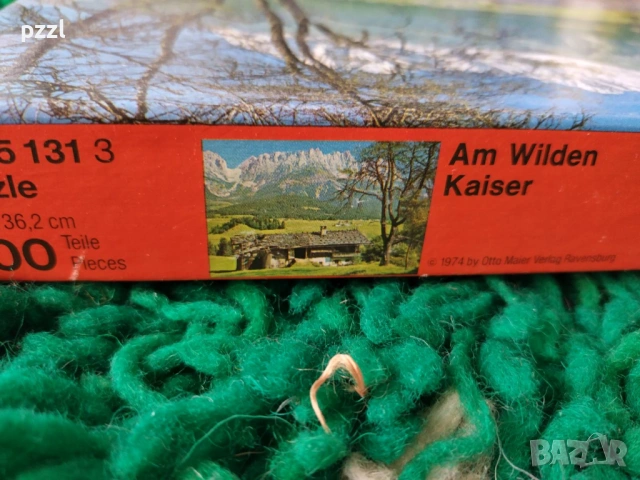 pzzl
5 131 3
zle
36,2 cm
00 Teile
Pieces
Am Wilden
Kaiser
© 1974 by Otto Maier Verlag Ravensburg
BAZAR